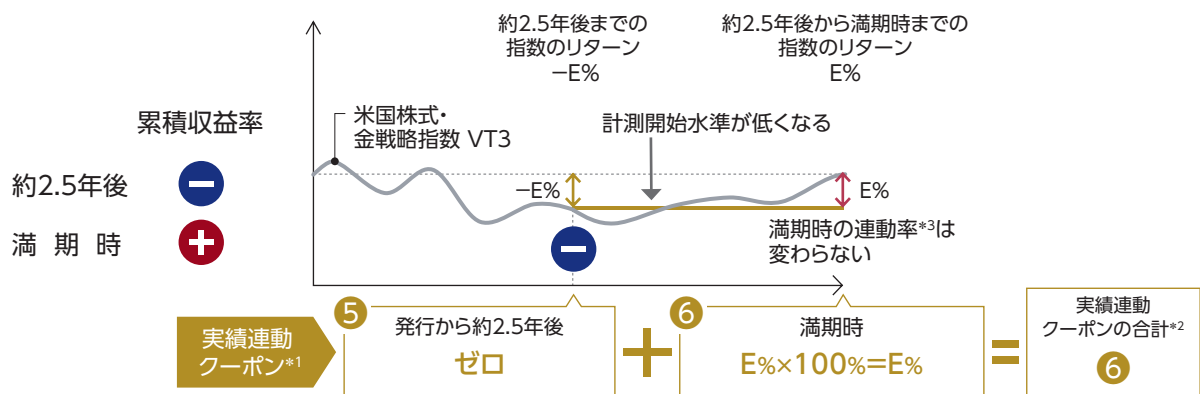 約2.5年後までの
指数のリターン
−E%
約2.5年後から満期時までの
指数のリターン
E%
累積収益率
米国株式・
金戦略指数 VT3
計測開始水準が低くなる
約2.5年後
−
−E%
E%
満期時
+
−
満期時の連動率*3は
変わらない
実績連動
クーポン*1
5
発行から約2.5年後
ゼロ
+
6
満期時
E%×100%=E%
=
実績連動
クーポンの合計*2
6